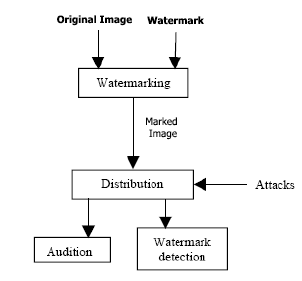 Original Image Watermark
Watermarking
Marked
Image
Distribution
Attacks
Audition
Watermark
detection